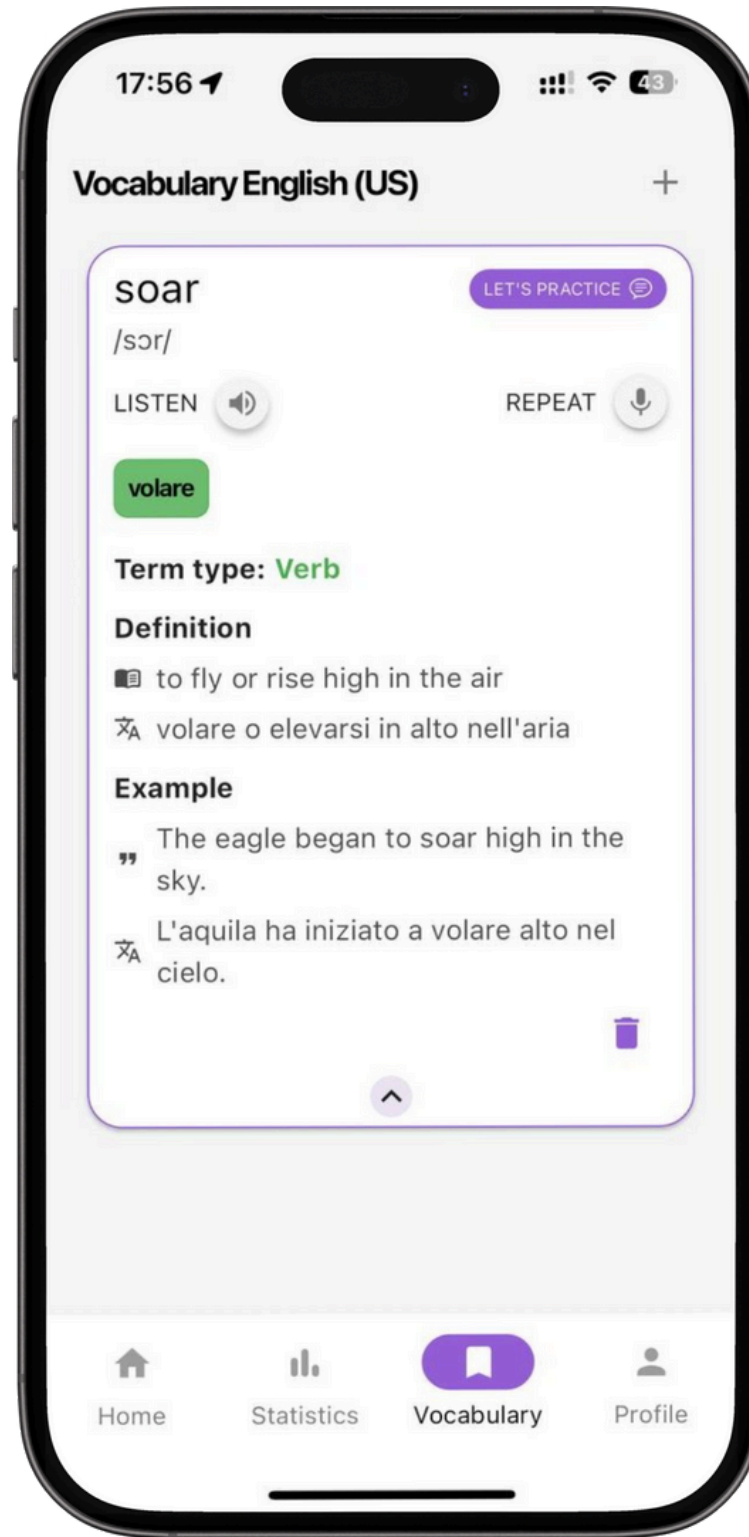 17:56
43
Vocabulary English (US)
soar
LET'S PRACTICE
/sɔr/
LISTEN
REPEAT
volare
Term type: Verb
Definition
to fly or rise high in the air
volare o elevarsi in alto nell'aria
Example
The eagle began to soar high in the
sky.
L'aquila ha iniziato a volare alto nel
cielo.
Home
Statistics
Vocabulary
Profile